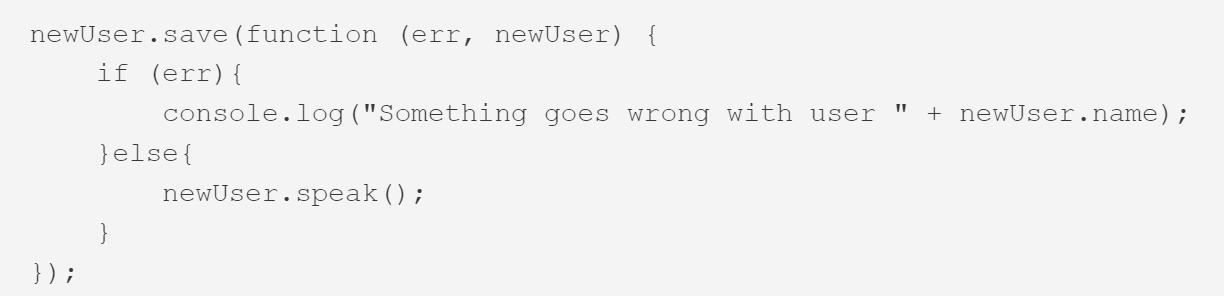 newUser.save(function (err, newUser) {
    if (err){
        console.log("Something goes wrong with user " + newUser.name);
    }else{
        newUser.speak();
    }
});